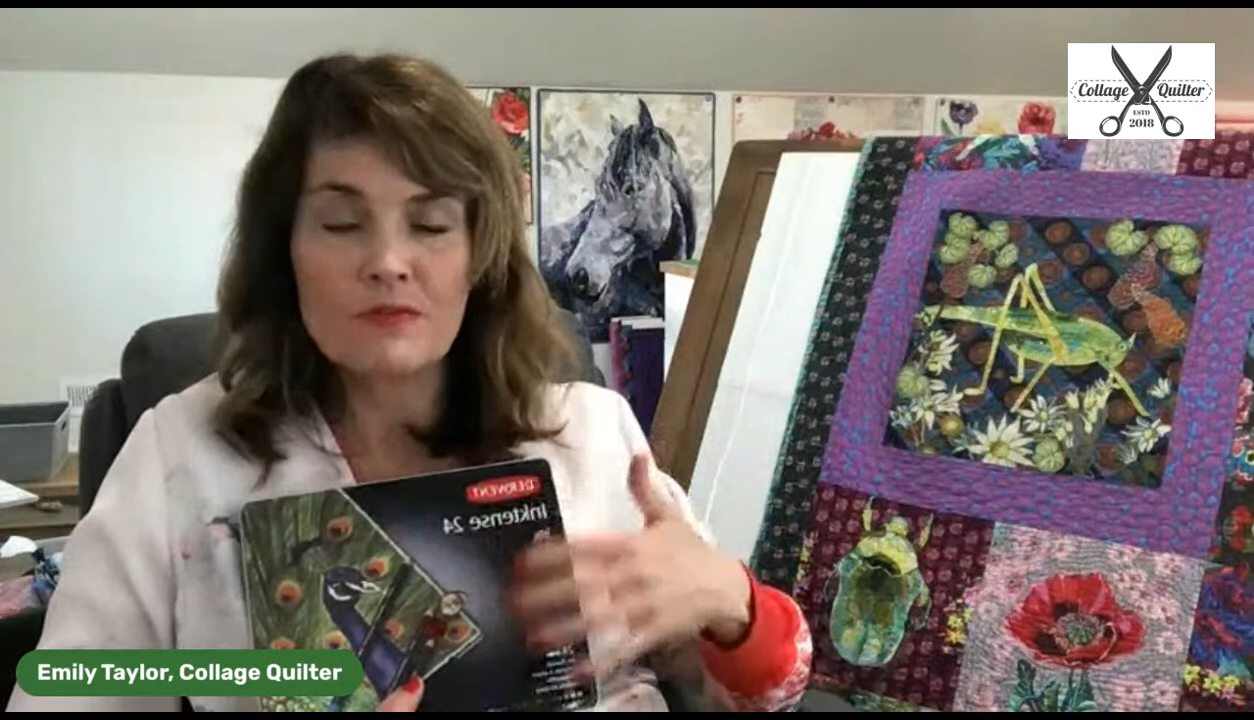 Collage Quilter
ESTD
2018
DERWENT
Inktense 24
Emily Taylor, Collage Quilter